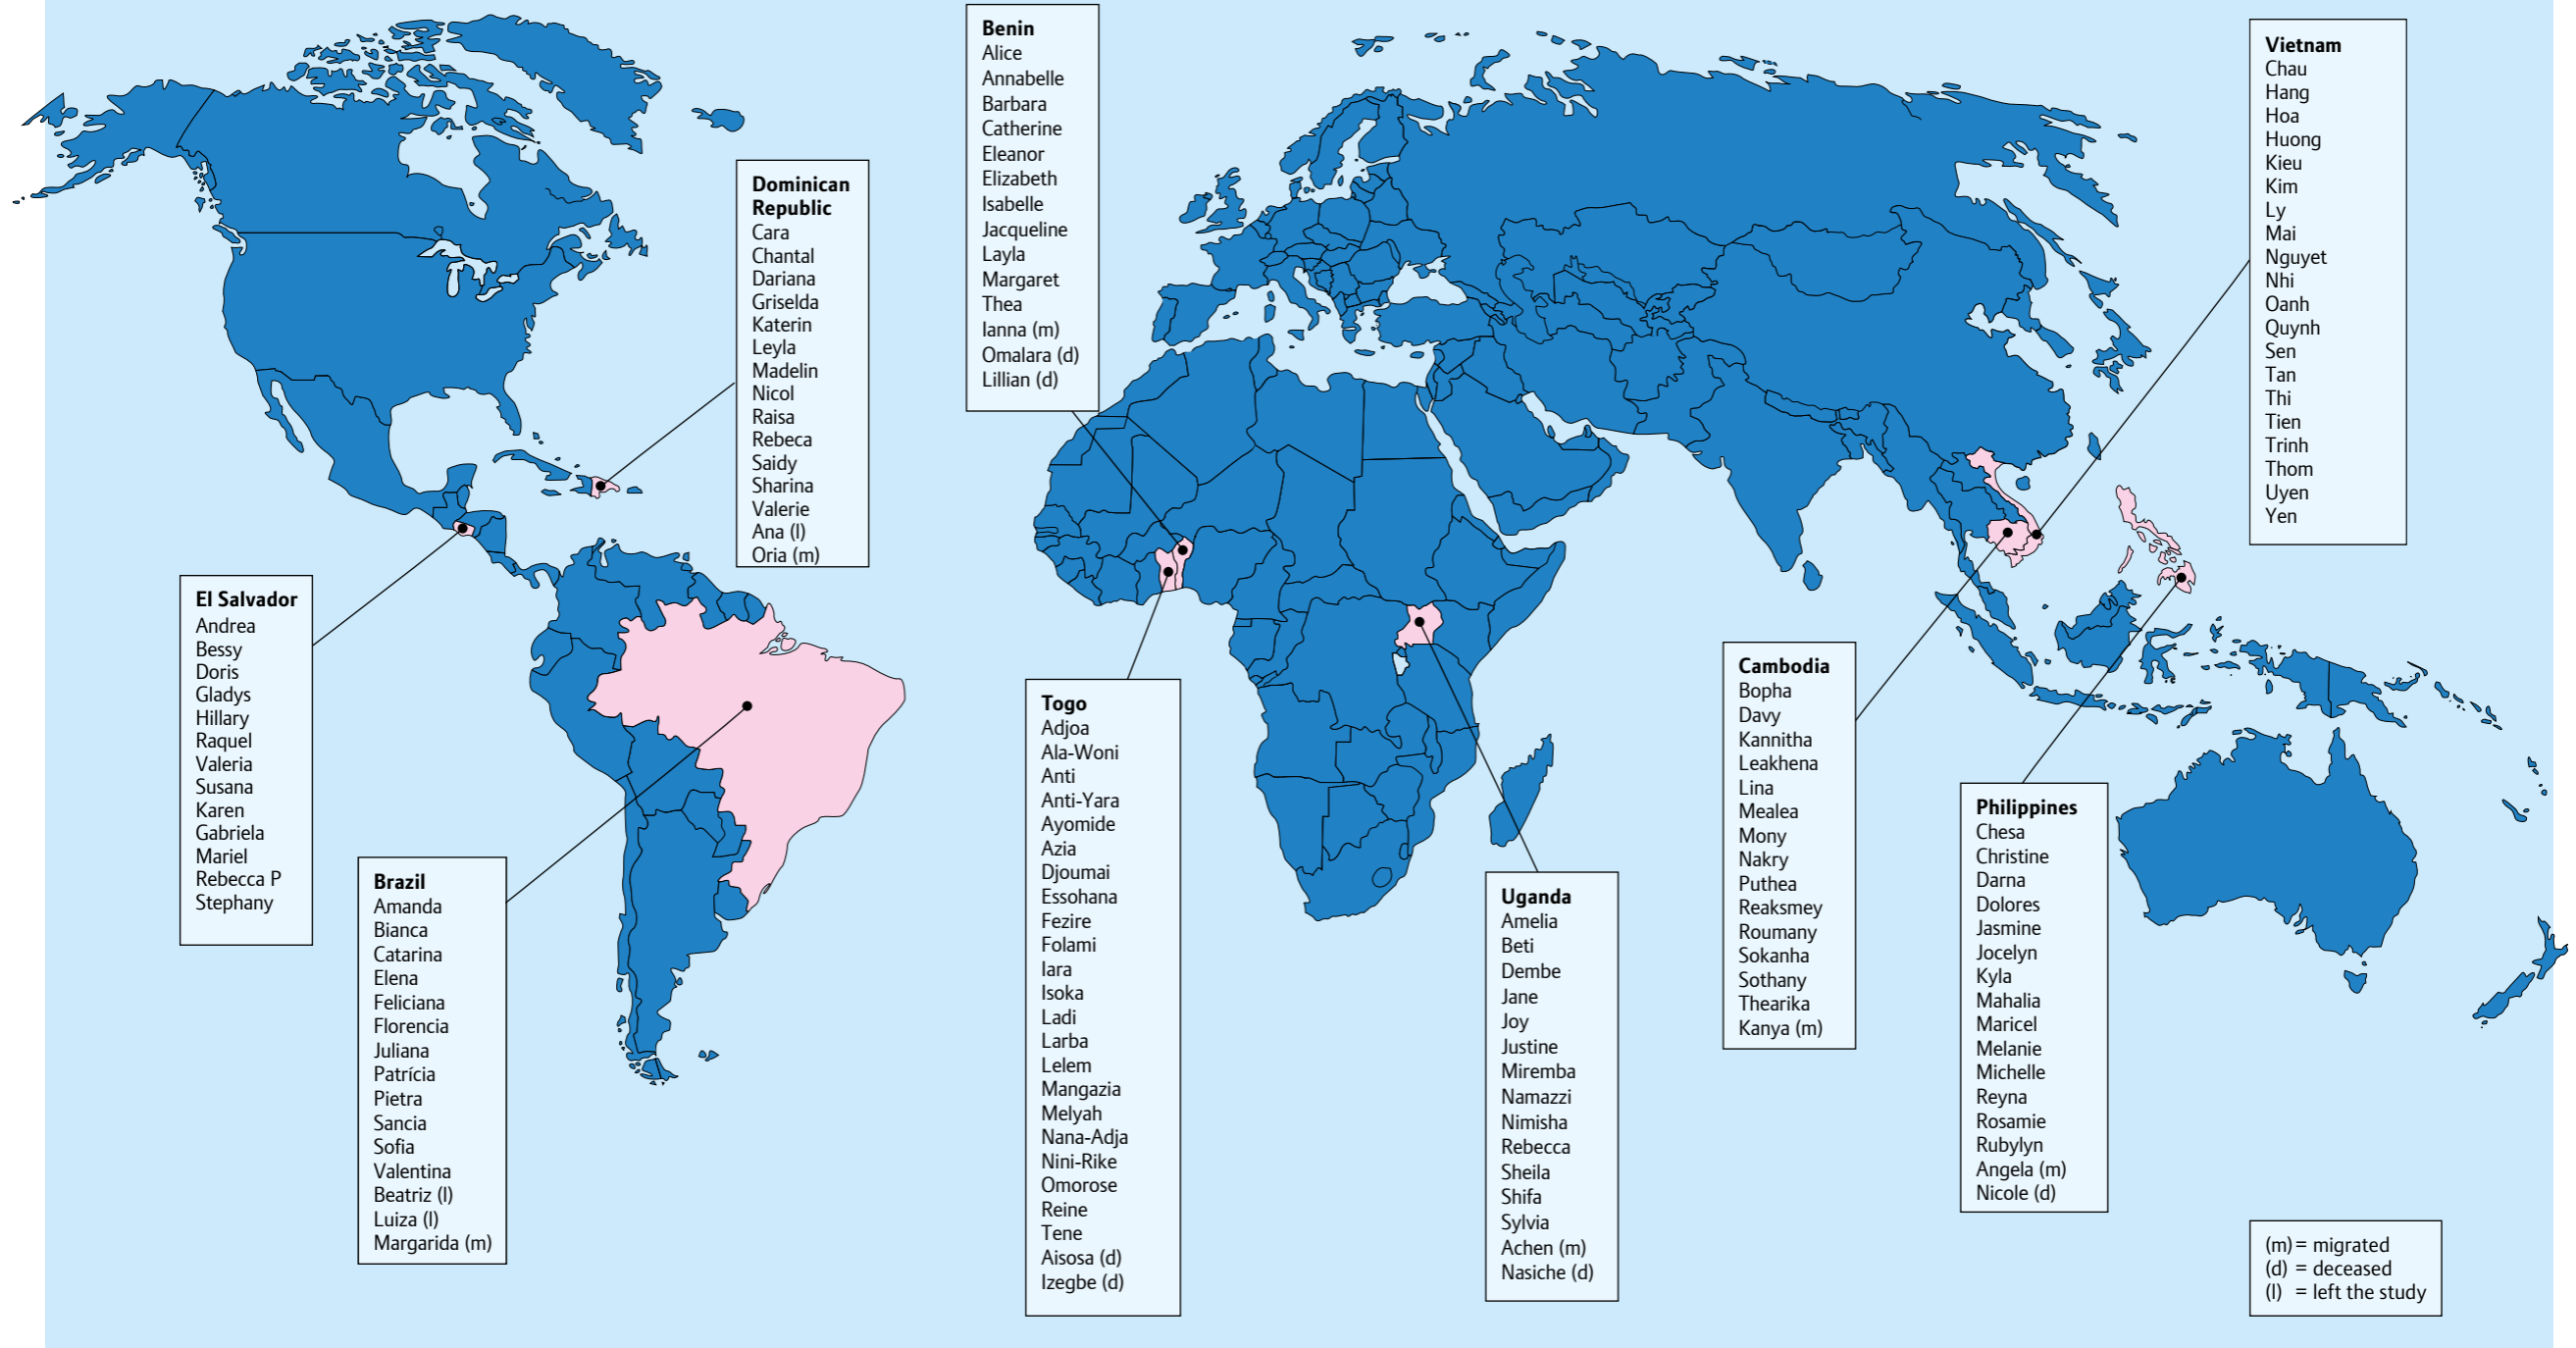 Dominican
Republic
Cara
Chantal
Dariana
Griselda
Katerin
Leyla
Madelin
Nicol
Raisa
Rebeca
Saidy
Sharina
Valerie
Ana (l)
Oria (m)
El Salvador
Andrea
Bessy
Doris
Gladys
Hillary
Raquel
Valeria
Susana
Karen
Gabriela
Mariel
Rebecca P
Stephany
Brazil
Amanda
Bianca
Catarina
Elena
Feliciana
Florencia
Juliana
Patrícia
Pietra
Sancia
Sofia
Valentina
Beatriz (l)
Luiza (l)
Margarida (m)
Benin
Alice
Annabelle
Barbara
Catherine
Eleanor
Elizabeth
Isabelle
Jacqueline
Layla
Margaret
Thea
Ianna (m)
Omalara (d)
Lillian (d)
Togo
Adjoa
Ala-Woni
Anti
Anti-Yara
Ayomide
Azia
Djoumai
Essohana
Fezire
Folami
Iara
Isoka
Ladi
Larba
Lelem
Mangazia
Melyah
Nana-Adja
Nini-Rike
Omorose
Reine
Tene
Aisosa (d)
Izegbe (d)
Uganda
Amelia
Beti
Dembe
Jane
Joy
Justine
Miremba
Namazzi
Nimisha
Rebecca
Sheila
Shifa
Sylvia
Achen (m)
Nasiche (d)
Cambodia
Bopha
Davy
Kannitha
Leakhena
Lina
Mealea
Mony
Nakry
Puthea
Reaksmey
Roumany
Sokanha
Sothany
Thearika
Kanya (m)
Philippines
Chesa
Christine
Darna
Dolores
Jasmine
Jocelyn
Kyla
Mahalia
Maricel
Melanie
Michelle
Reyna
Rosamie
Rubylyn
Angela (m)
Nicole (d)
Vietnam
Chau
Hang
Hoa
Huong
Kieu
Kim
Ly
Mai
Nguyet
Nhi
Oanh
Quynh
Sen
Tan
Thi
Tien
Trinh
Thom
Uyen
Yen
(m) = migrated
(d) = deceased
(l) = left the study